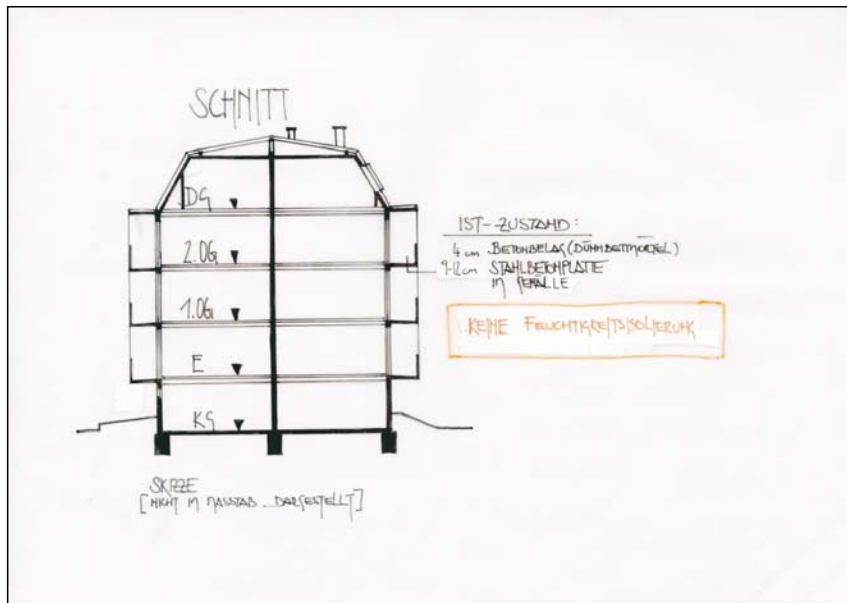 SCHNITT
DG
2.OG
1.OG
E
KG
IST-ZUSTAND:
4 cm BETONBELAG (DÜNNBETTMÖRTEL)
9-12 cm STAHLBETONPLATTE
IM GEFÄLLE
KEINE FEUCHTIGKEITSISOLIERUNG
SKIZZE
[NICHT IM MASSTAB DARGESTELLT]